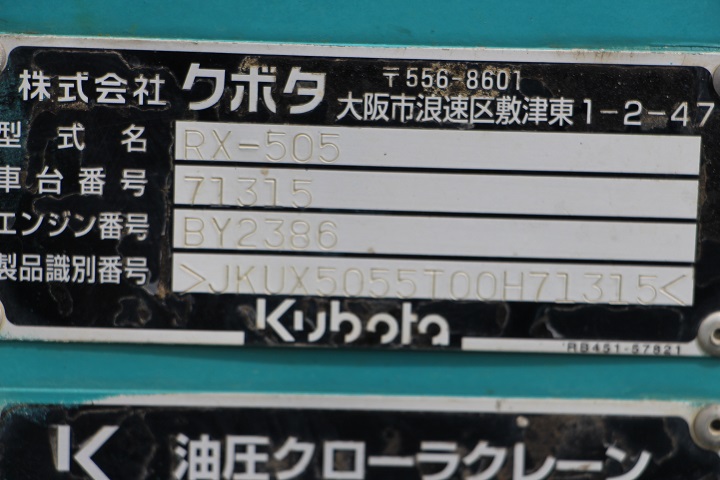 株式会社 クボタ 〒556-8601
大阪市浪速区敷津東1-2-47
型式名 RX-505
車台番号 71315
エンジン番号 BY2386
製品識別番号 >JKUX5055T00H71315<
Kubota
RB451-57821
K 油圧クローラクレーン